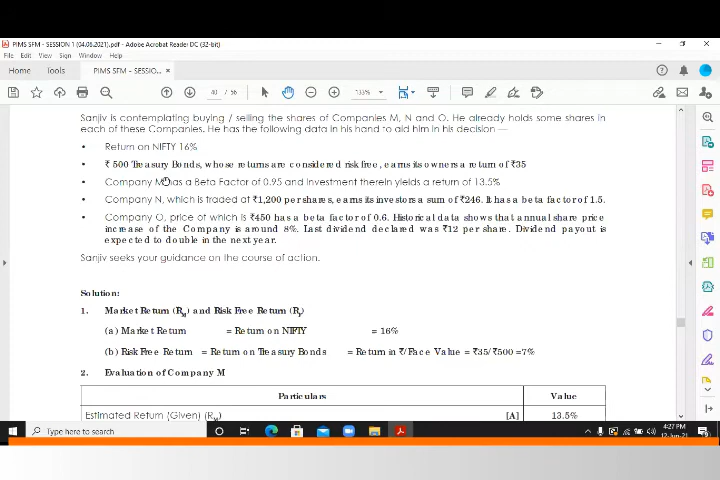 PIMS SFM - SESSION 1 (04.06.2021).pdf - Adobe Acrobat Reader DC (32-bit)
File Edit View Sign Window Help
Home Tools PIMS SFM - SESSIO... ×
40 / 56 133%
Sanjiv is contemplating buying / selling the shares of Companies M, N and O. He already holds some shares in
each of these Companies. He has the following data in his hand to aid him in his decision —
• Return on NIFTY 16%
• ₹ 500 Treasury Bonds, whose returns are considered risk free, earns its owners a return of ₹35
• Company M has a Beta Factor of 0.95 and Investment therein yields a return of 13.5%
• Company N, which is traded at ₹1,200 per shares, earns its investors a sum of ₹246. It has a beta factor of 1.5.
• Company O, price of which is ₹450 has a beta factor of 0.6. Historical data shows that annual share price
increase of the Company is around 8%. Last dividend declared was ₹12 per share. Dividend payout is
expected to double in the next year.
Sanjiv seeks your guidance on the course of action.
Solution:
1. Market Return (RM) and Risk Free Return (RF)
(a) Market Return = Return on NIFTY = 16%
(b) Risk Free Return = Return on Treasury Bonds = Return in ₹/Face Value = ₹35/₹500 =7%
2. Evaluation of Company M
Particulars Value
Estimated Return (Given) (RM) [A] 13.5%
Type here to search
4:27 PM
12-Jun-21